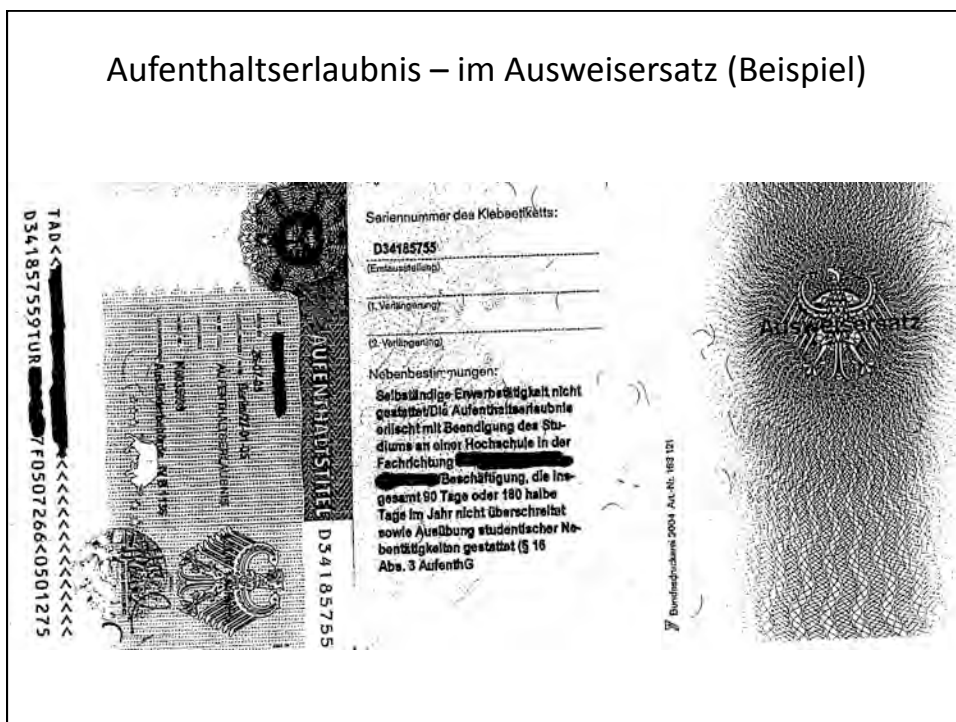 Aufenthaltserlaubnis – im Ausweisersatz (Beispiel)
TAD<<
<<<<<<<<<<<<<
D341857559TUR
7F0507266<0501275
AUFENTHALTSTITEL
D34185755
AUFENTHALTSERLAUBNIS
Seriennummer des Klebeetiketts:
D34185755
(Erstausstellung)
(1. Verlängerung)
(2. Verlängerung)
Nebenbestimmungen:
Selbständige Erwerbstätigkeit nicht
gestattet/Die Aufenthaltserlaubnis
erlischt mit Beendigung des Stu-
diums an einer Hochschule in der
Fachrichtung
/Beschäftigung, die ins-
gesamt 90 Tage oder 180 halbe
Tage im Jahr nicht überschreitet
sowie Ausübung studentischer Ne-
bentätigkeiten gestattet (§ 16
Abs. 3 AufenthG
Bundesdruckerei 2004 Art.-Nr. 163 121
Ausweisersatz